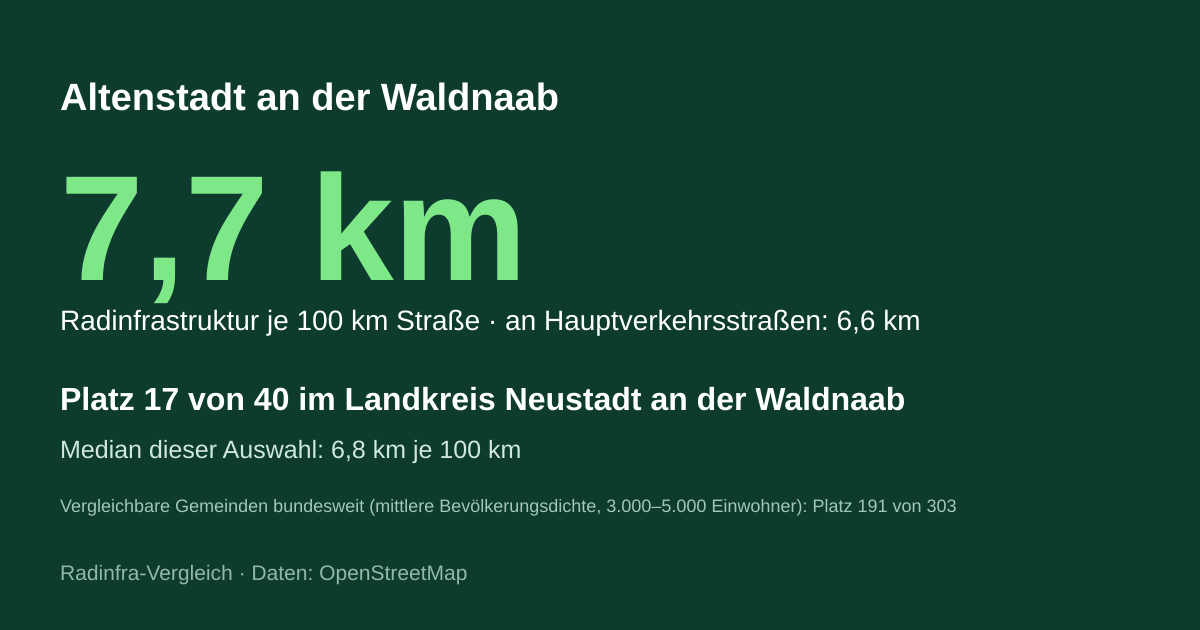 Altenstadt an der Waldnaab
7,7 km
Radinfrastruktur je 100 km Straße · an Hauptverkehrsstraßen: 6,6 km
Platz 17 von 40 im Landkreis Neustadt an der Waldnaab
Median dieser Auswahl: 6,8 km je 100 km
Vergleichbare Gemeinden bundesweit (mittlere Bevölkerungsdichte, 3.000–5.000 Einwohner): Platz 191 von 303
Radinfra-Vergleich · Daten: OpenStreetMap